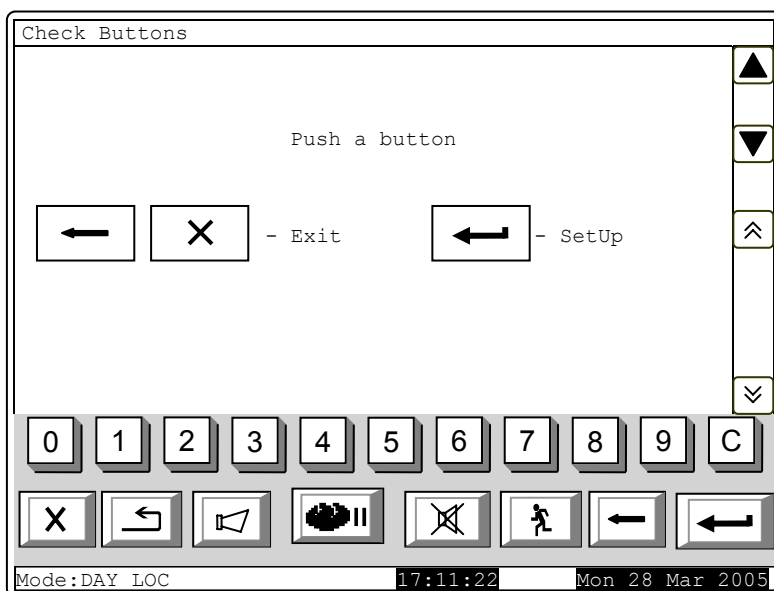 Check Buttons
Push a button
- Exit
- SetUp
0 1 2 3 4 5 6 7 8 9 C
Mode:DAY LOC 17:11:22 Mon 28 Mar 2005